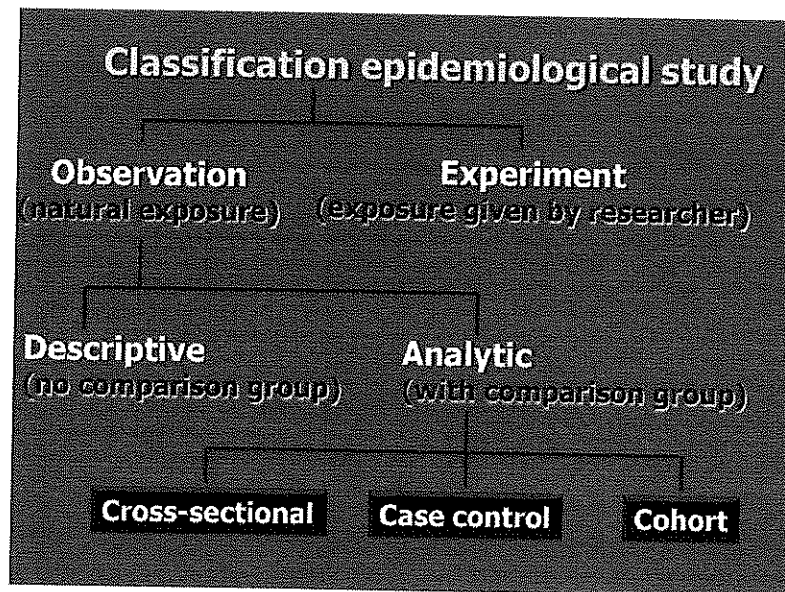 Classification epidemiological study
Observation
(natural exposure)
Experiment
(exposure given by researcher)
Descriptive
(no comparison group)
Analytic
(with comparison group)
Cross-sectional
Case control
Cohort